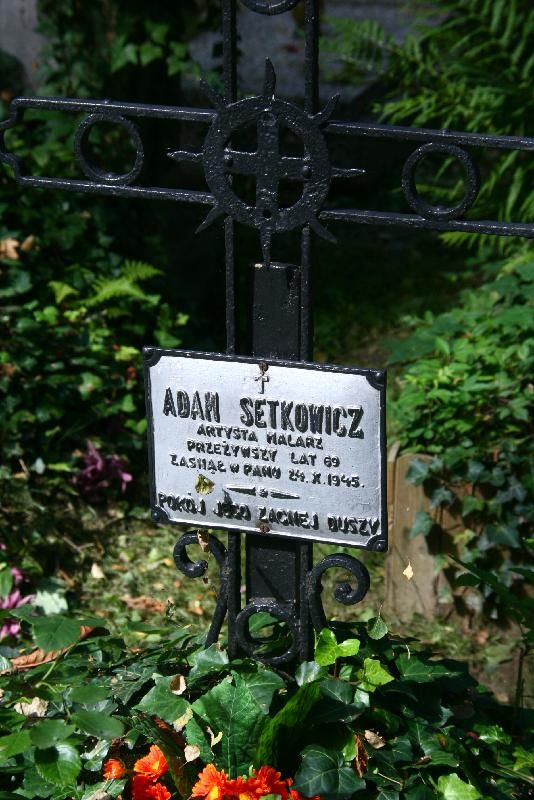 ADAM SETKOWICZ
ARTYSTA MALARZ
PRZEŻYWSZY LAT 69
ZASNĄŁ W PANU 24.X.1945.
POKÓJ JEGO ZACNEJ DUSZY